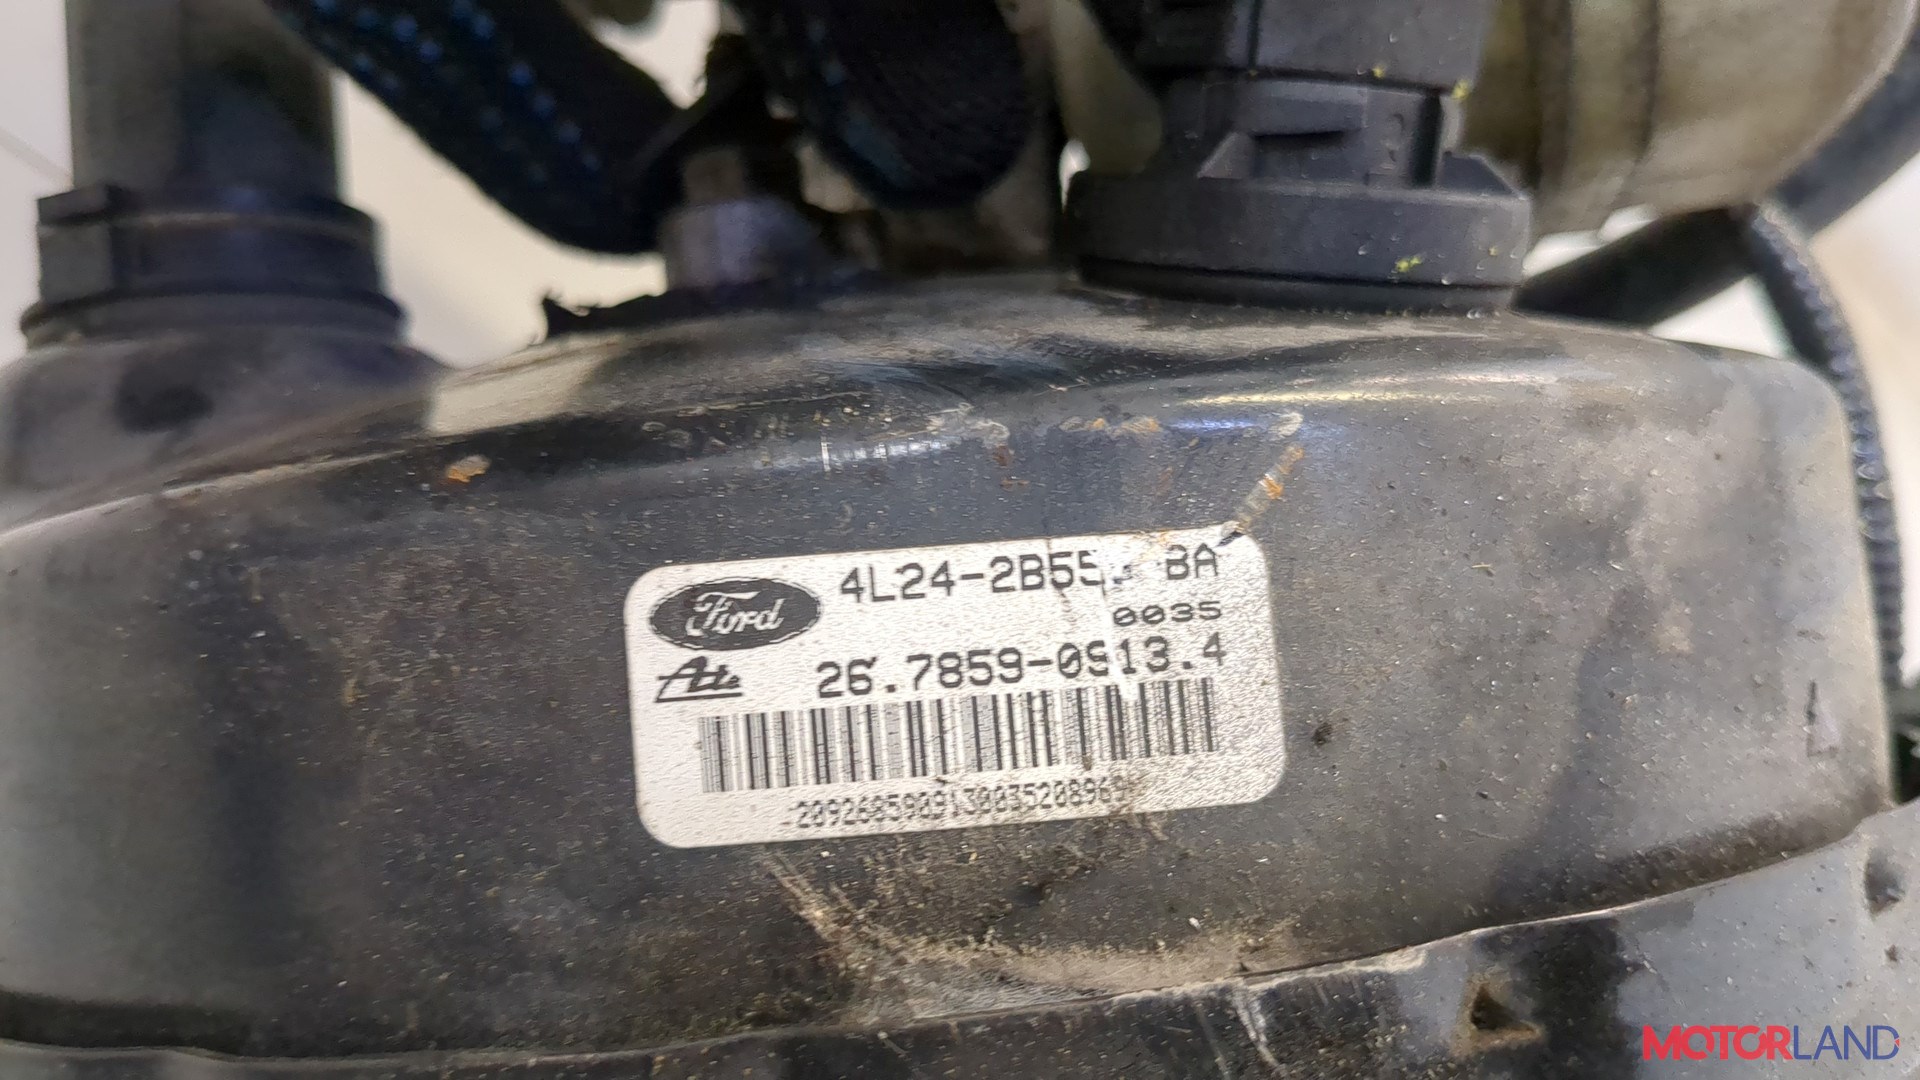 Ford
4L24-2B55 BA
0035
Ate 26.7859-0913.4
MOTORLAND